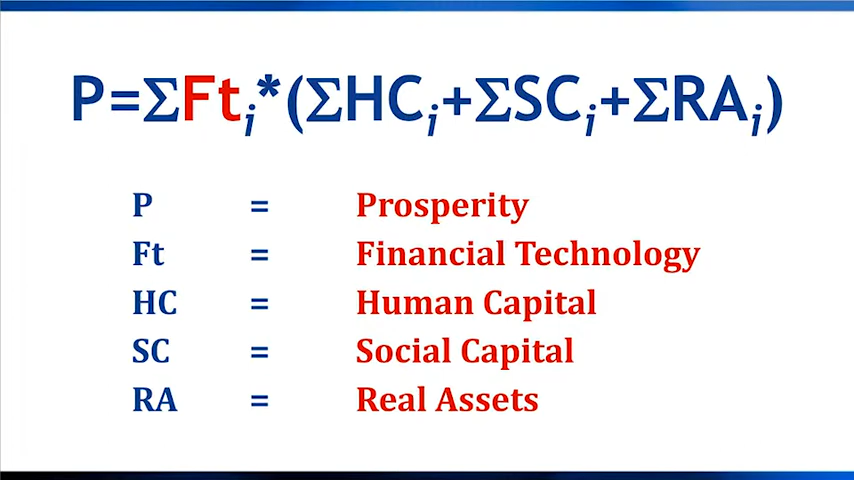 P=ΣFtᵢ*(ΣHCᵢ+ΣSCᵢ+ΣRAᵢ)
P = Prosperity
Ft = Financial Technology
HC = Human Capital
SC = Social Capital
RA = Real Assets